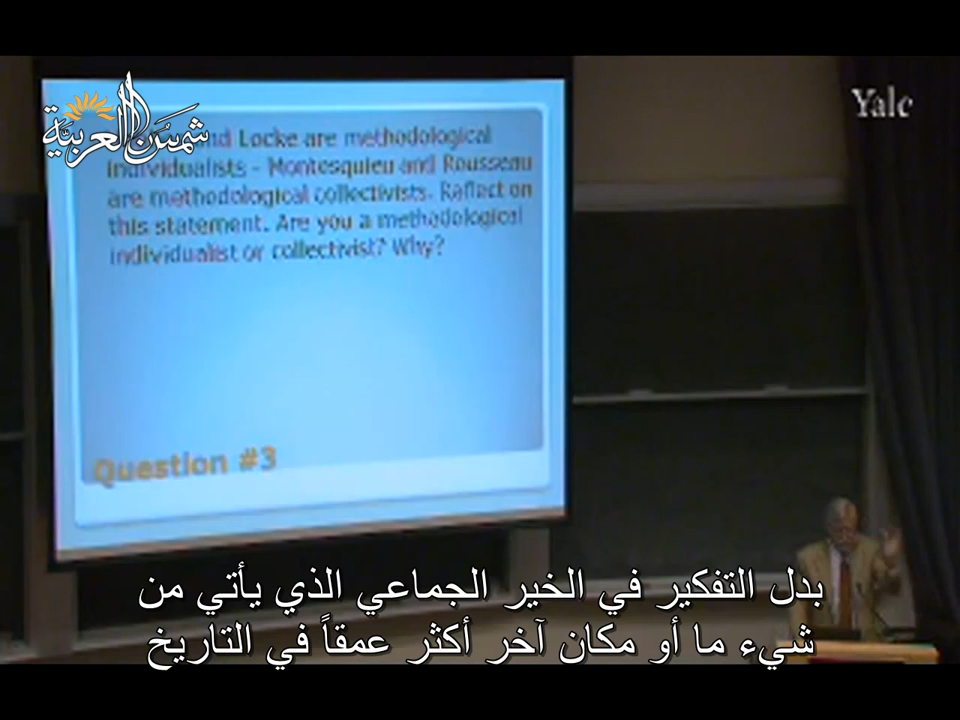 شمس العربية
Yale
and Locke are methodological
individualists - Montesquieu and Rousseau
are methodological collectivists. Reflect on
this statement. Are you a methodological
individualist or collectivist? Why?
Question #3
بدل التفكير في الخير الجماعي الذي يأتي من
شيء ما أو مكان آخر أكثر عمقاً في التاريخ